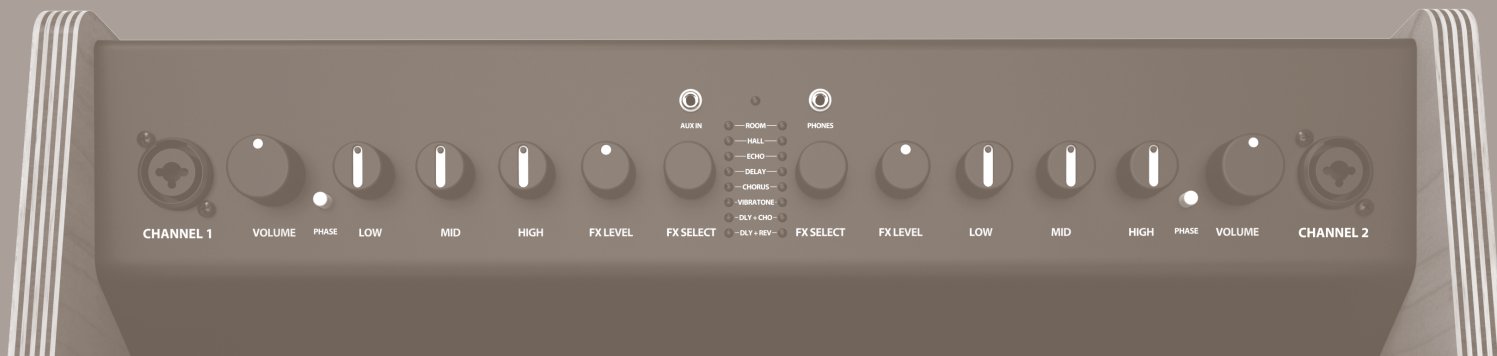 AUX IN
PHONES
ROOM
HALL
ECHO
DELAY
CHORUS
VIBRATONE
DLY + CHO
DLY + REV
CHANNEL 1 VOLUME PHASE LOW MID HIGH FX LEVEL FX SELECT
FX SELECT FX LEVEL LOW MID HIGH PHASE VOLUME CHANNEL 2